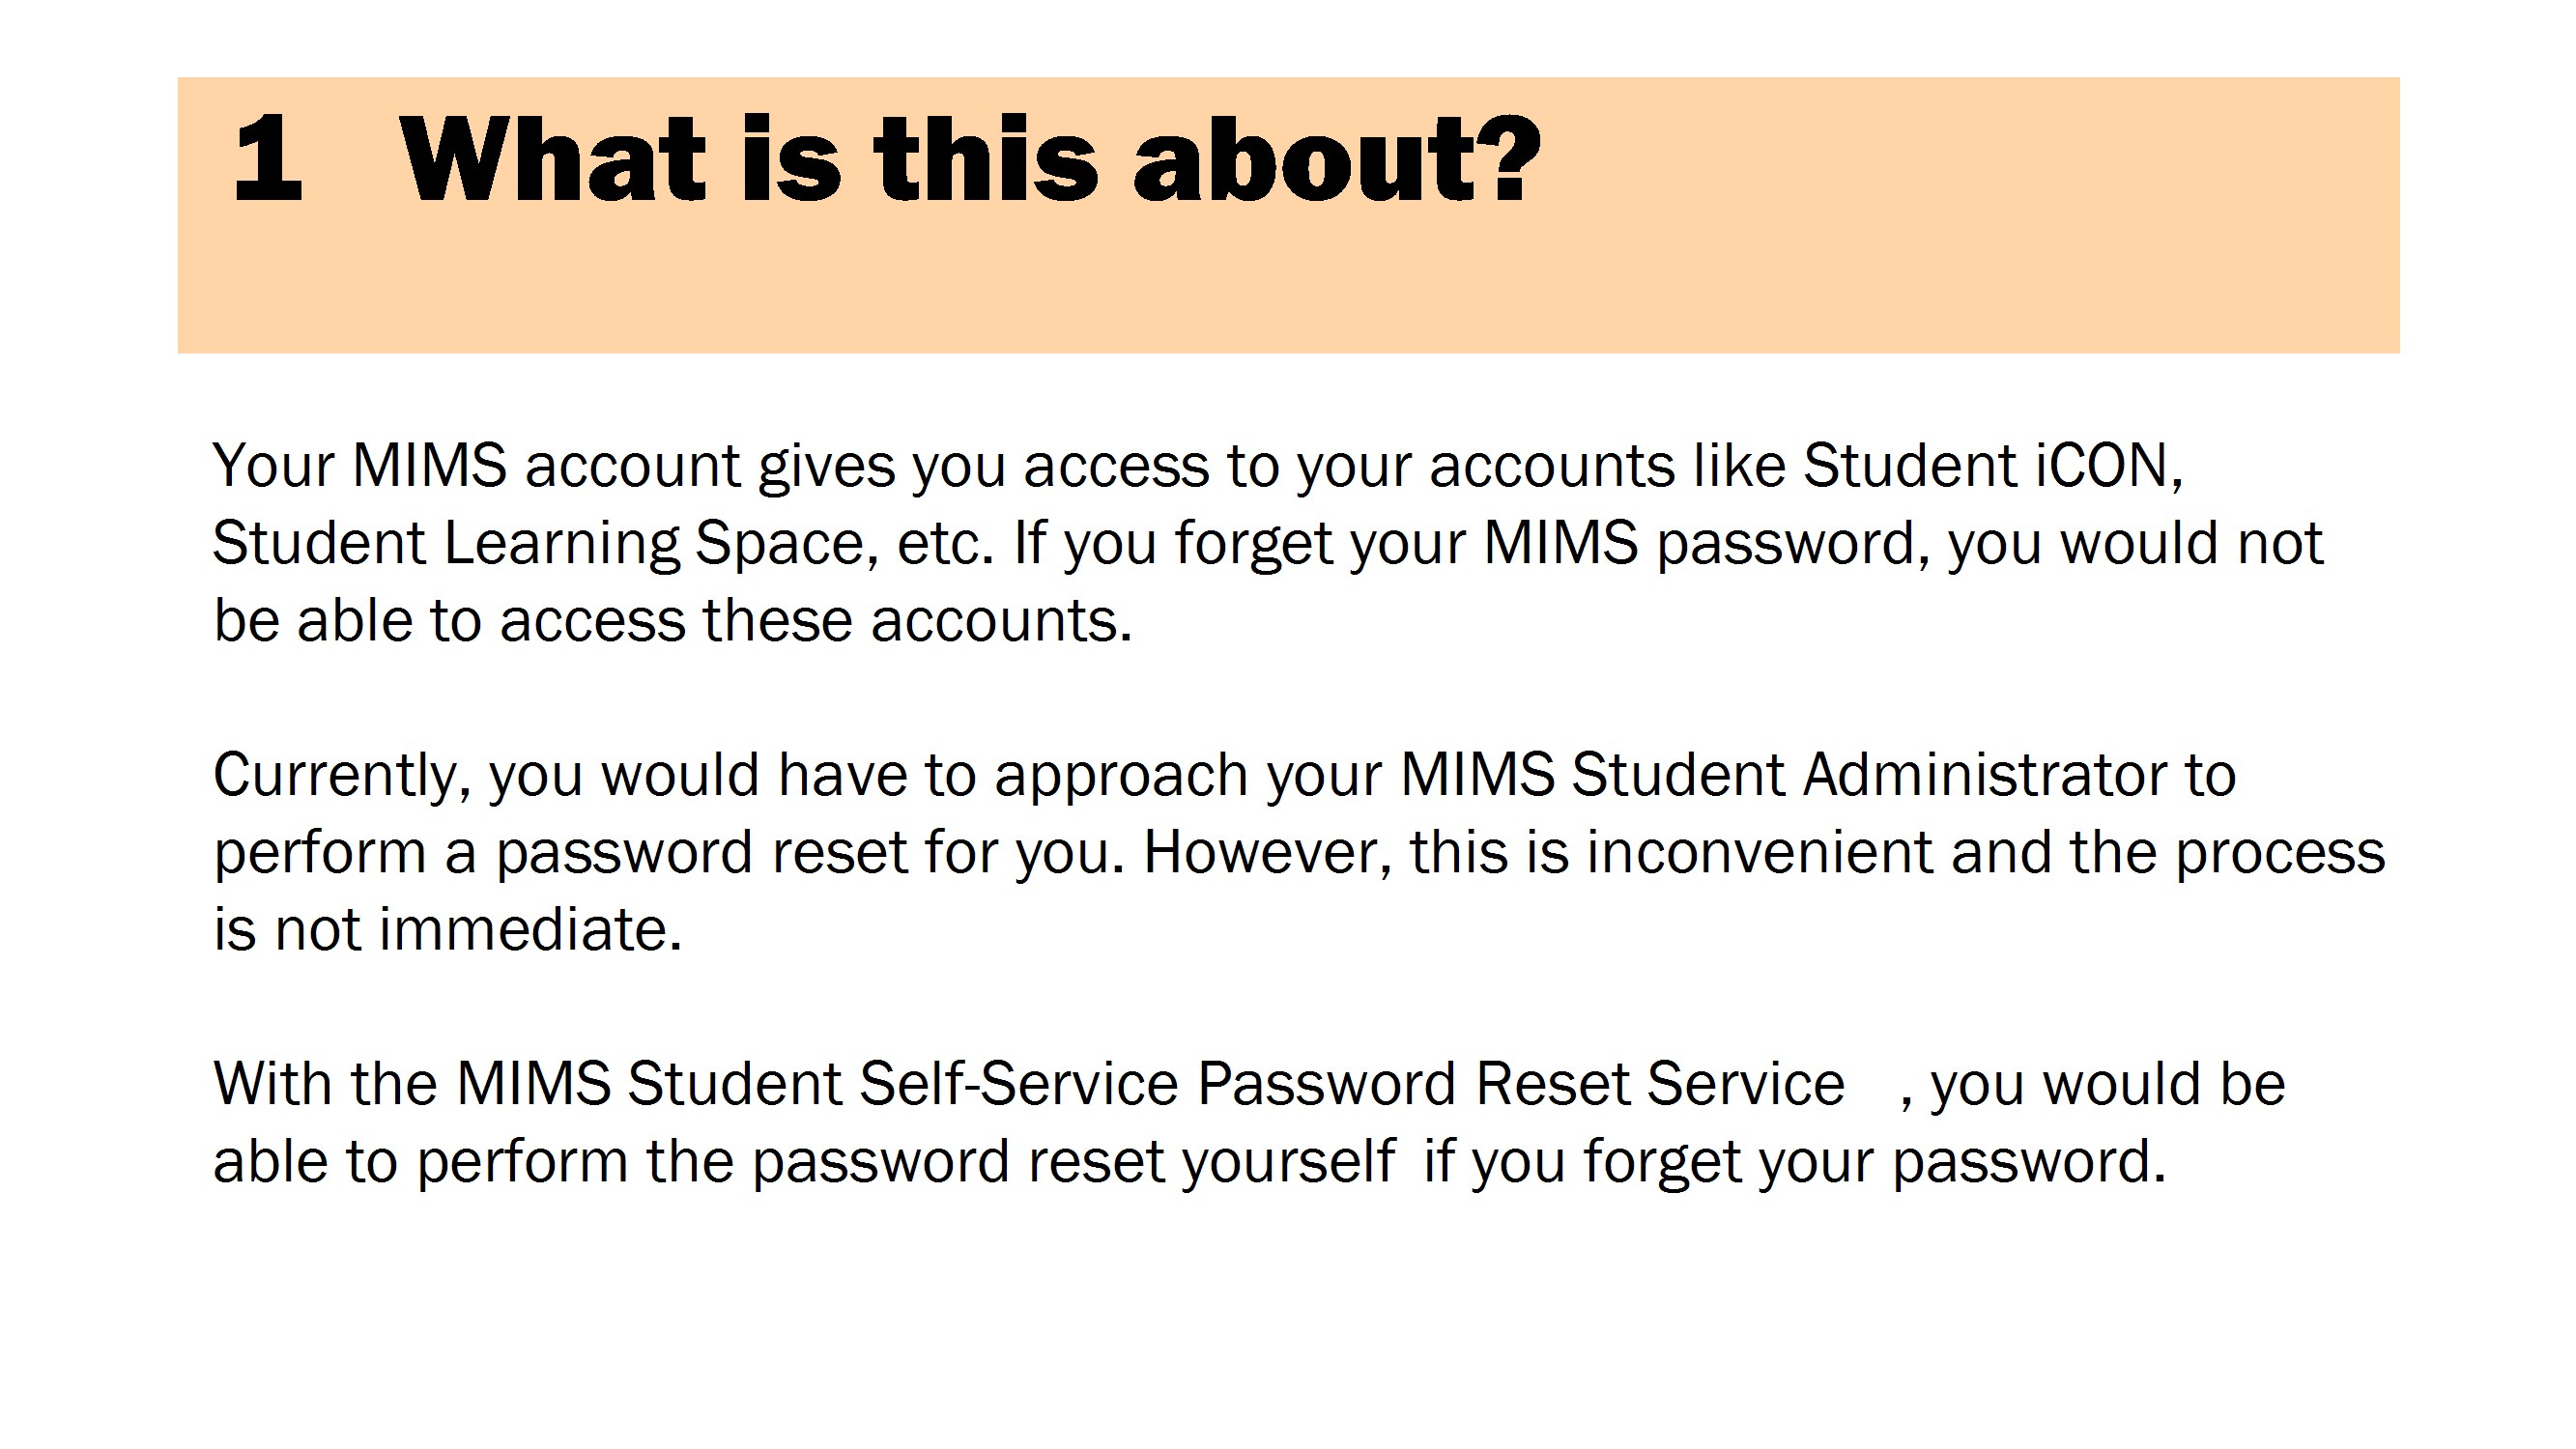 1 What is this about?
Your MIMS account gives you access to your accounts like Student iCON,
Student Learning Space, etc. If you forget your MIMS password, you would not
be able to access these accounts.
Currently, you would have to approach your MIMS Student Administrator to
perform a password reset for you. However, this is inconvenient and the process
is not immediate.
With the MIMS Student Self-Service Password Reset Service , you would be
able to perform the password reset yourself if you forget your password.